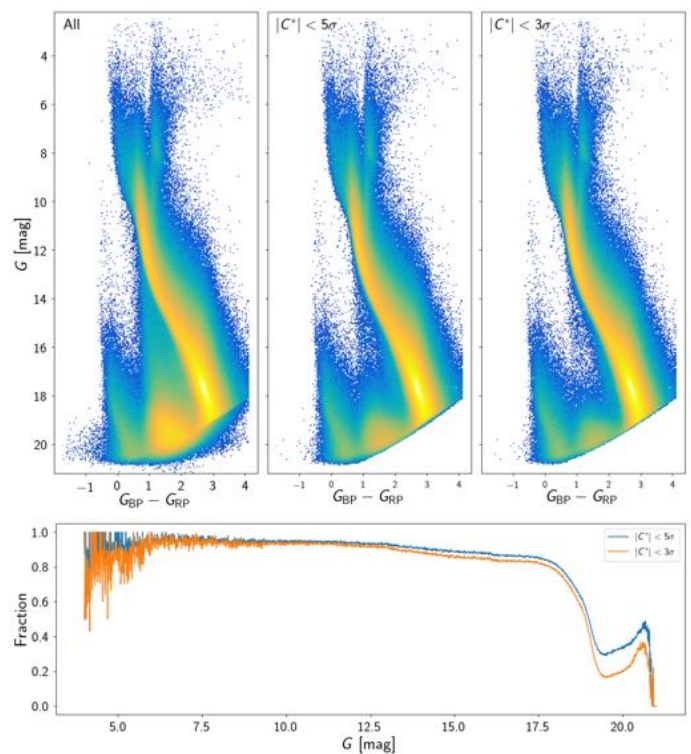 All
|C*| < 5σ
|C*| < 3σ
4
6
8
10
12
14
16
18
20
G [mag]
−1 0 1 2 3 4
−1 0 1 2 3 4
−1 0 1 2 3 4
G_BP − G_RP
G_BP − G_RP
G_BP − G_RP
1.0
0.8
0.6
0.4
0.2
0.0
Fraction
|C*| < 5σ
|C*| < 3σ
5.0 7.5 10.0 12.5 15.0 17.5 20.0
G [mag]